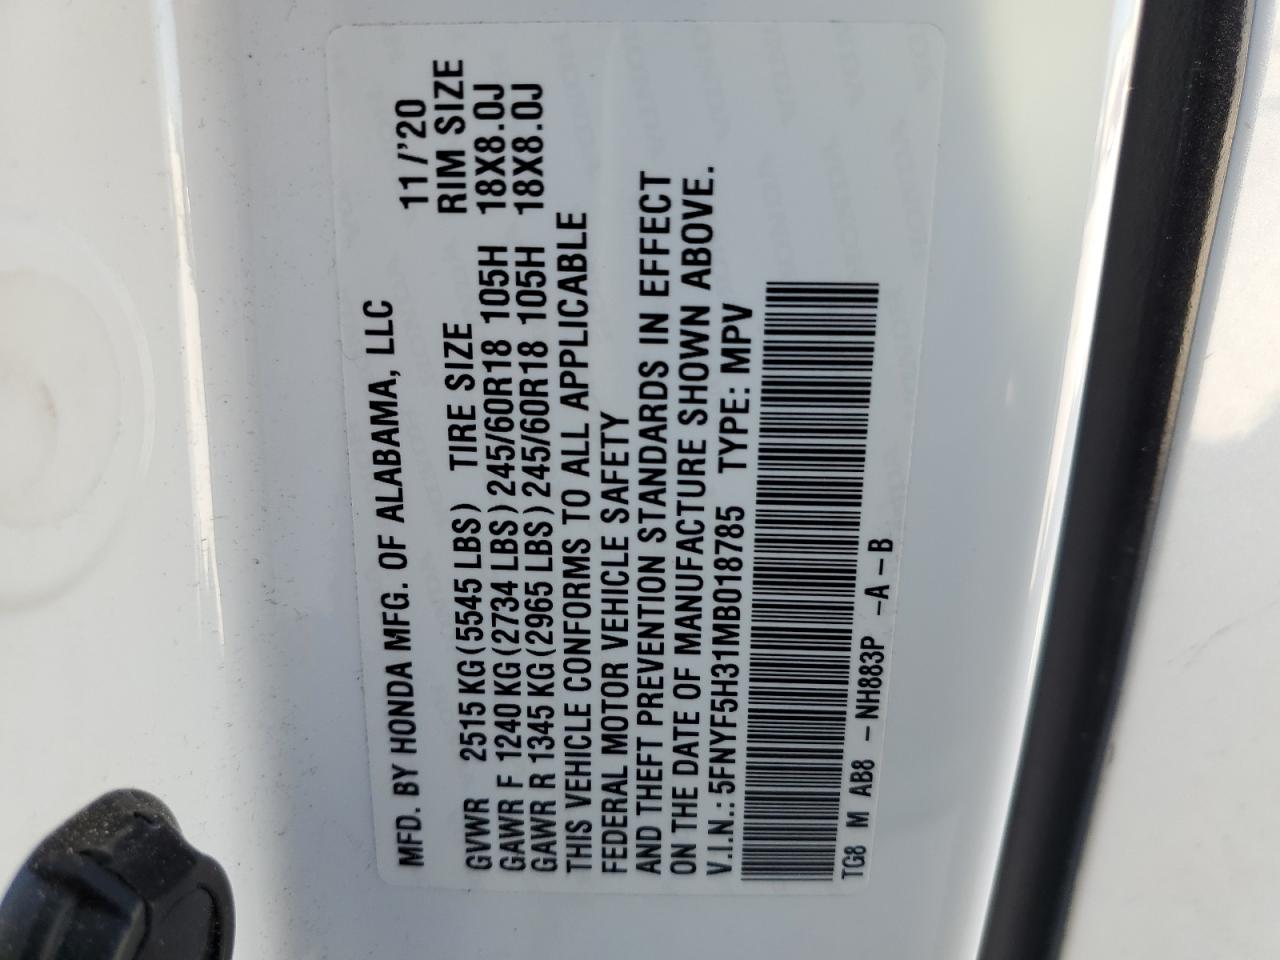 MFD. BY HONDA MFG. OF ALABAMA, LLC 11/'20
GVWR 2515 KG (5545 LBS) TIRE SIZE RIM SIZE
GAWR F 1240 KG (2734 LBS) 245/60R18 105H 18X8.0J
GAWR R 1345 KG (2965 LBS) 245/60R18 105H 18X8.0J
THIS VEHICLE CONFORMS TO ALL APPLICABLE
FEDERAL MOTOR VEHICLE SAFETY
AND THEFT PREVENTION STANDARDS IN EFFECT
ON THE DATE OF MANUFACTURE SHOWN ABOVE.
V.I.N.: 5FNYF5H31MB018785 TYPE: MPV
TG8 M AB8 - NH883P -A-B